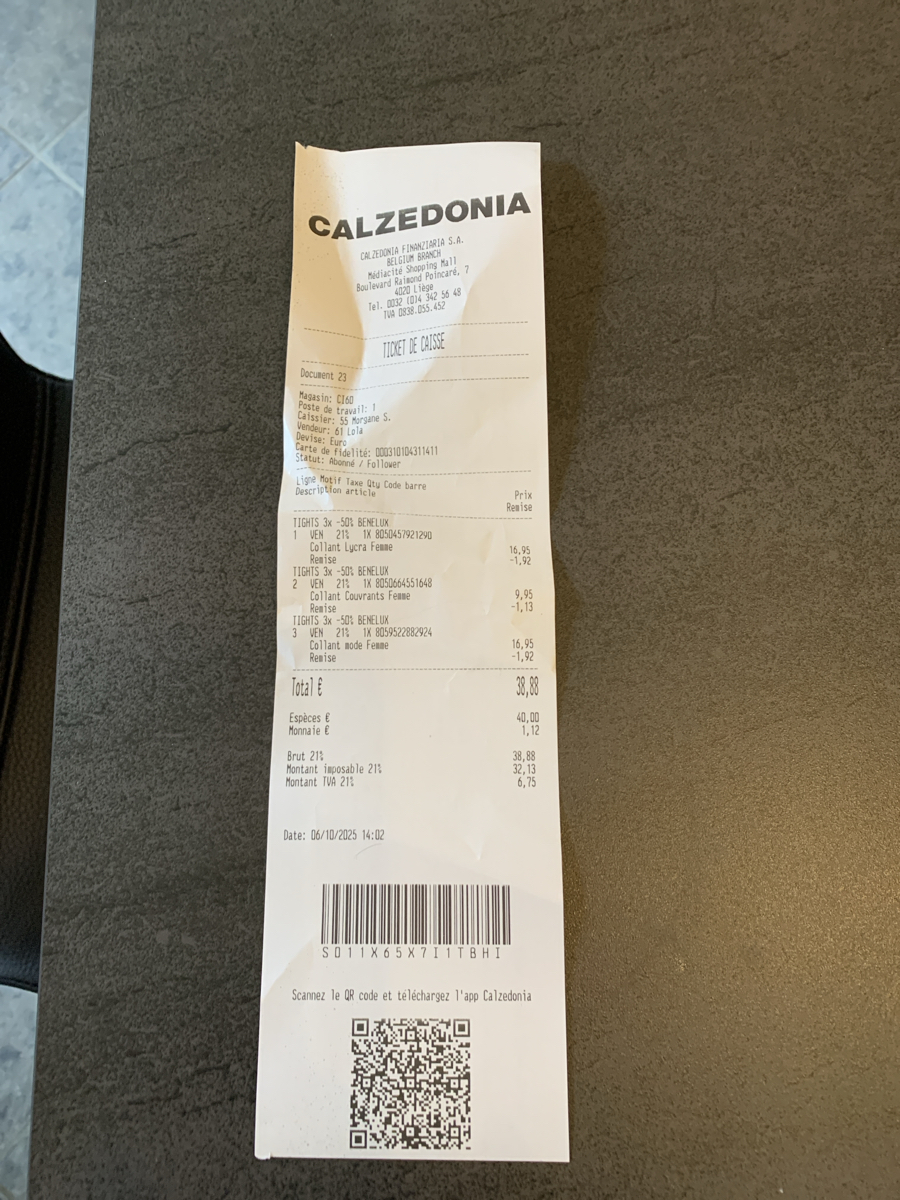 CALZEDONIA
CALZEDONIA FINANZIARIA S.A.
BELGIUM BRANCH
Médiacité Shopping Mall
Boulevard Raimond Poincaré, 7
4020 Liège
Tel. 0032 (0)4 342 56 48
TVA 0838.055.452
TICKET DE CAISSE
Document 23
Magasin: CI60
Poste de travail: 1
Caissier: 55 Morgane S.
Vendeur: 61 Lola
Devise: Euro
Carte de fidelité: 000310104311411
Statut: Abonné / Follower
Ligne Motif Taxe Qty Code barre
Description article Prix
Remise
TIGHTS 3x -50% BENELUX
1 VEN 21% 1X 8050457921290
Collant Lycra Femme 16,95
Remise -1,92
TIGHTS 3x -50% BENELUX
2 VEN 21% 1X 8050664551648
Collant Couvrants Femme 9,95
Remise -1,13
TIGHTS 3x -50% BENELUX
3 VEN 21% 1X 8059522882924
Collant mode Femme 16,95
Remise -1,92
Total € 38,88
Espèces € 40,00
Monnaie € 1,12
Brut 21% 38,88
Montant imposable 21% 32,13
Montant TVA 21% 6,75
Date: 06/10/2025 14:02
S011X65X7I1TBHI
Scannez le QR code et téléchargez l'app Calzedonia